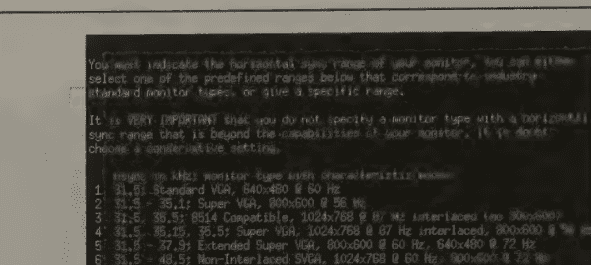 You must indicate the horizontal sync range of your monitor. You can either
select one of the predefined ranges below that correspond to industry-
standard monitor types, or give a specific range.
It is VERY IMPORTANT that you do not specify a monitor type with a horizontal
sync range that is beyond the capabilities of your monitor. If in doubt,
choose a conservative setting.
hsync in kHz; monitor type with characteristic modes
1 31.5; Standard VGA, 640x480 @ 60 Hz
2 31.5 - 35.1; Super VGA, 800x600 @ 56 Hz
3 31.5, 35.5; 8514 Compatible, 1024x768 @ 87 Hz interlaced (no 800x600)
4 31.5, 35.15, 35.5; Super VGA, 1024x768 @ 87 Hz interlaced, 800x600 @ 56 Hz
5 31.5 - 37.9; Extended Super VGA, 800x600 @ 60 Hz, 640x480 @ 72 Hz
6 31.5 - 48.5; Non-Interlaced SVGA, 1024x768 @ 60 Hz, 800x600 @ 72 Hz